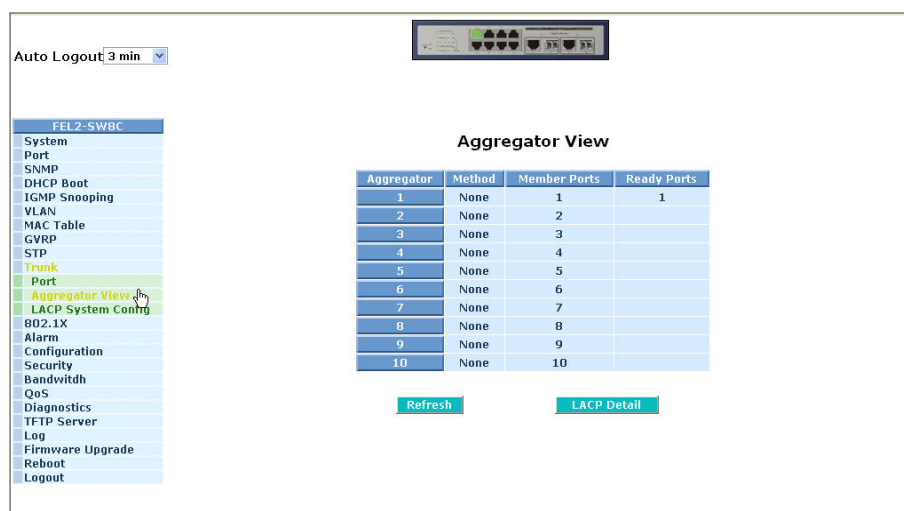 Auto Logout 3 min
FEL2-SW8C
System
Port
SNMP
DHCP Boot
IGMP Snooping
VLAN
MAC Table
GVRP
STP
Trunk
Port
Aggregator View
LACP System Config
802.1X
Alarm
Configuration
Security
Bandwitdh
QoS
Diagnostics
TFTP Server
Log
Firmware Upgrade
Reboot
Logout
Aggregator View
Aggregator Method Member Ports Ready Ports
1 None 1 1
2 None 2
3 None 3
4 None 4
5 None 5
6 None 6
7 None 7
8 None 8
9 None 9
10 None 10
Refresh LACP Detail